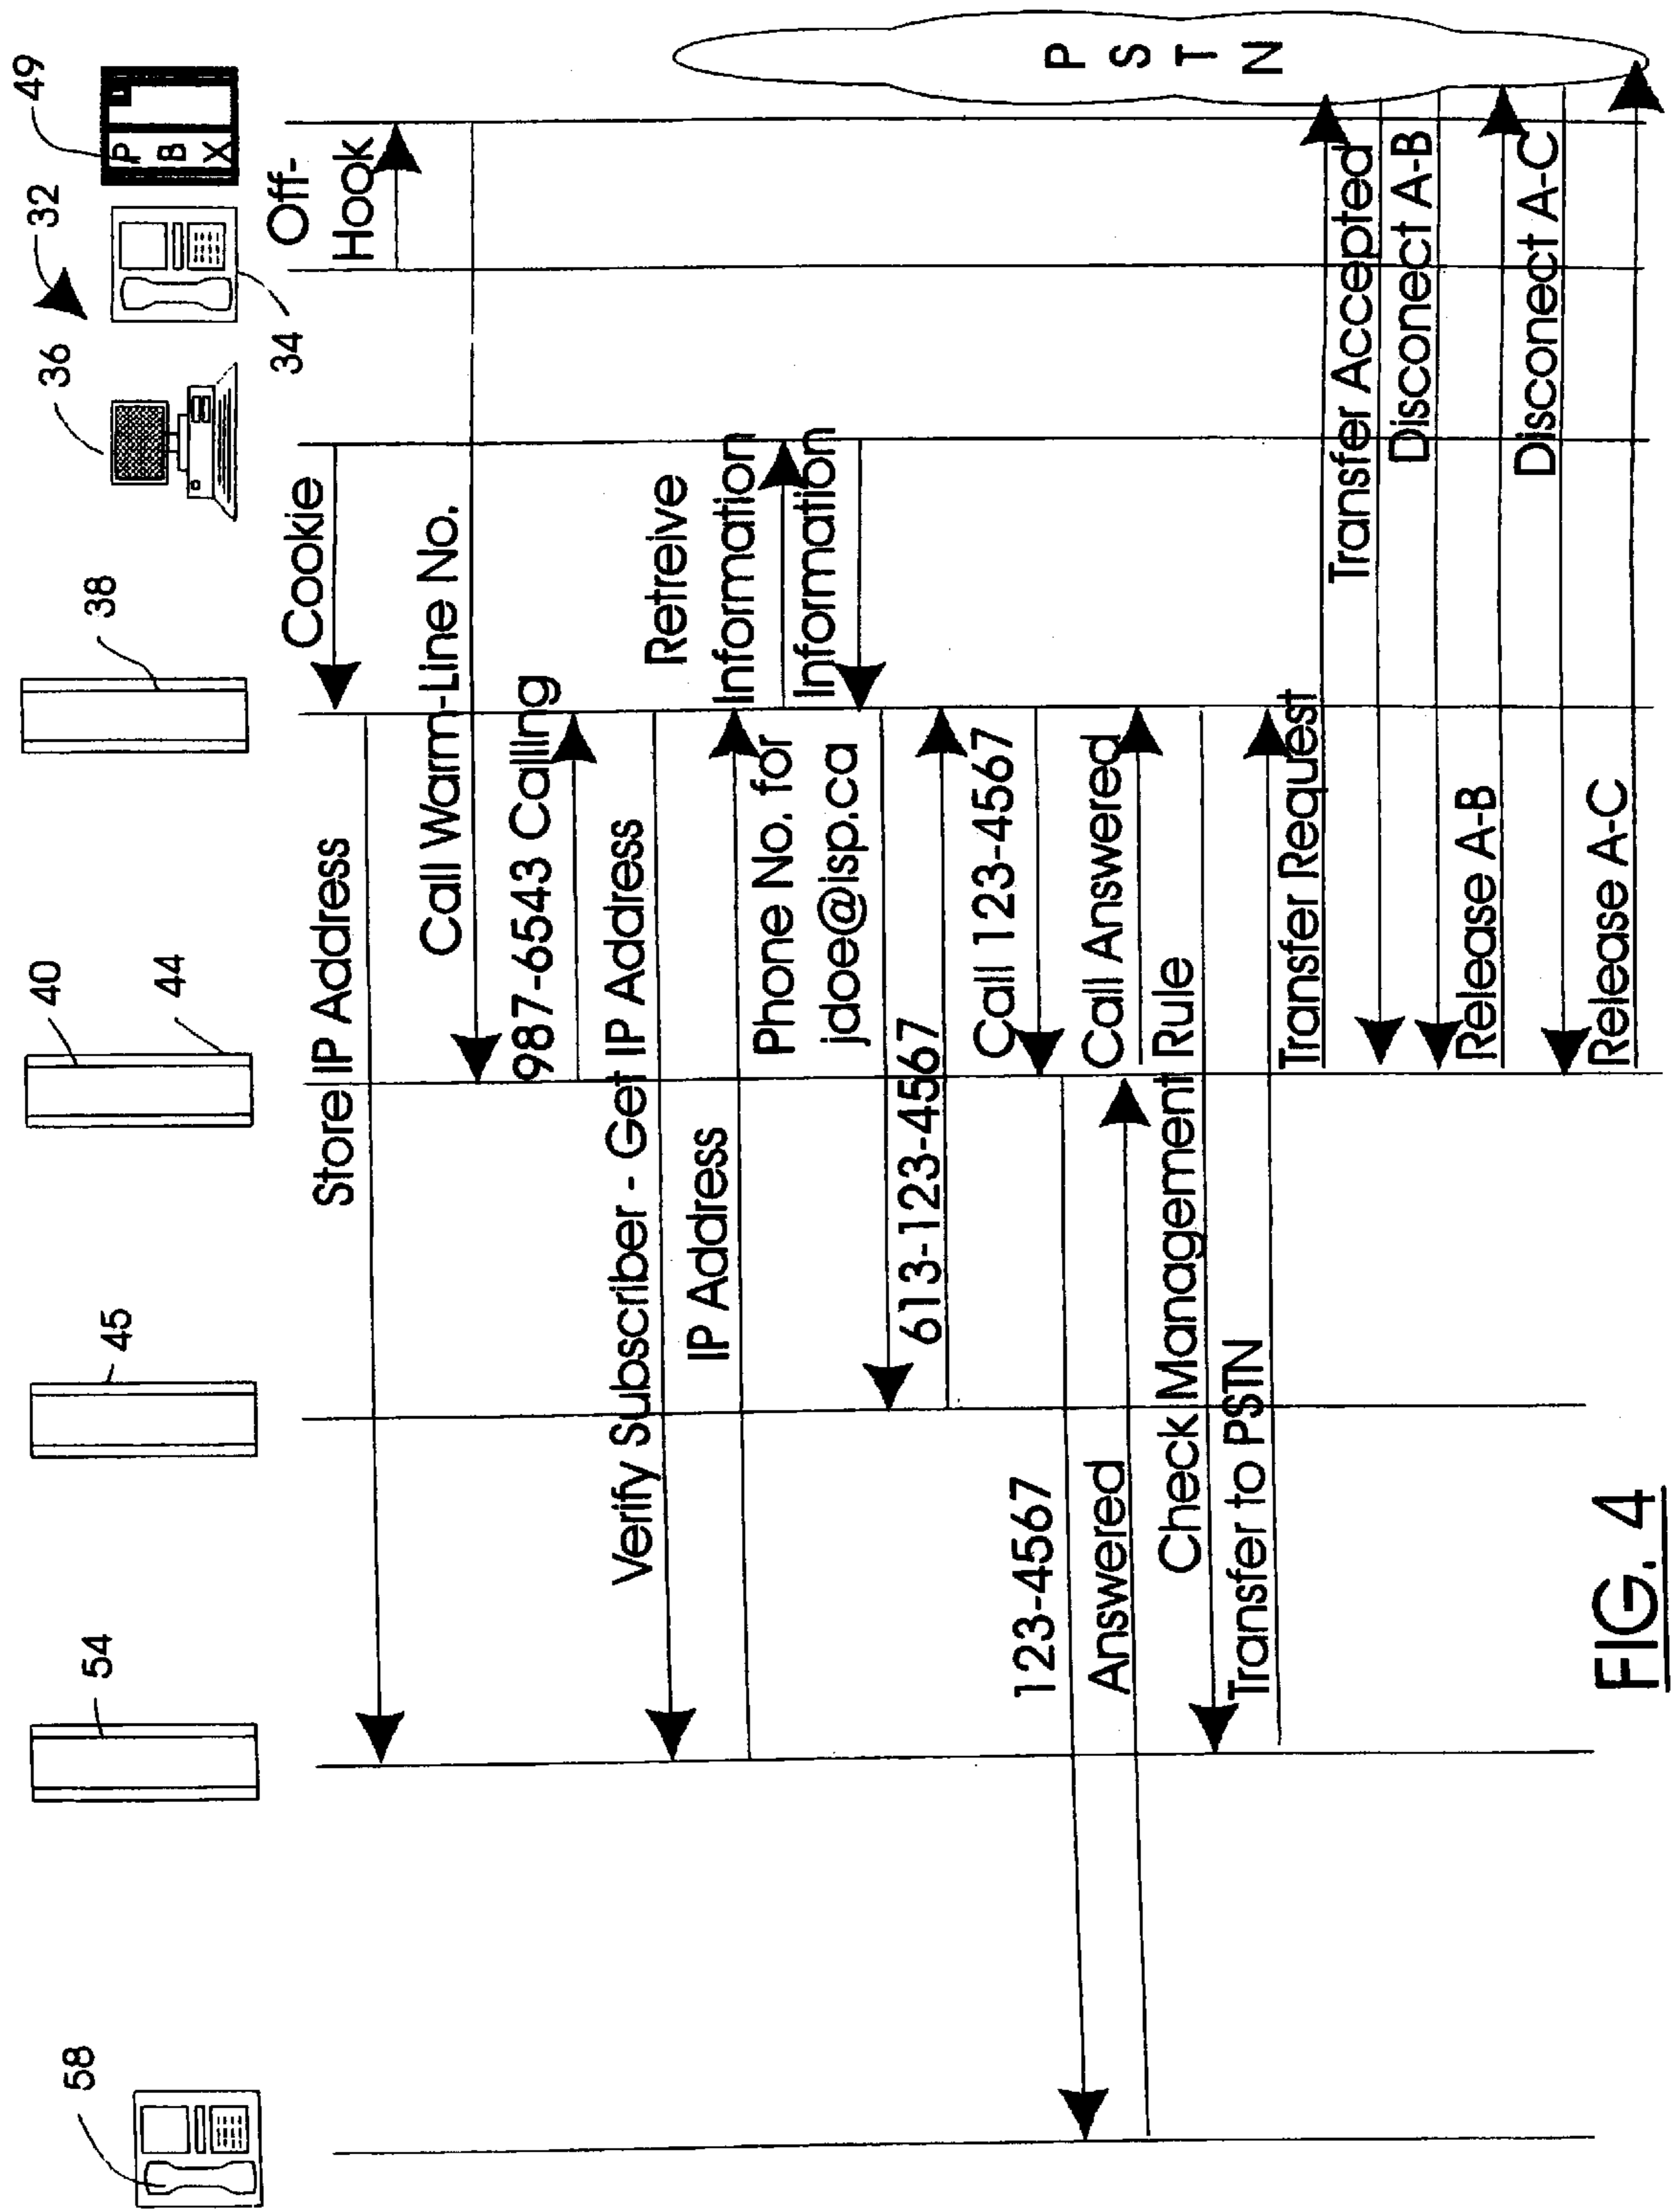 58
54
45
40
44
38
36
32
34
49
P
B
X
Cookie
Store IP Address
Off-
Hook
Call Warm-Line No.
987-6543 Calling
Verify Subscriber - Get IP Address
IP Address
Retreive
Information
Information
Phone No. for
jdoe@isp.ca
613-123-4567
Call 123-4567
123-4567
Answered
Call Answered
Check Management Rule
Transfer to PSTN
Transfer Request
Transfer Accepted
Disconect A-B
Release A-B
Disconect A-C
Release A-C
P
S
T
N
FIG. 4